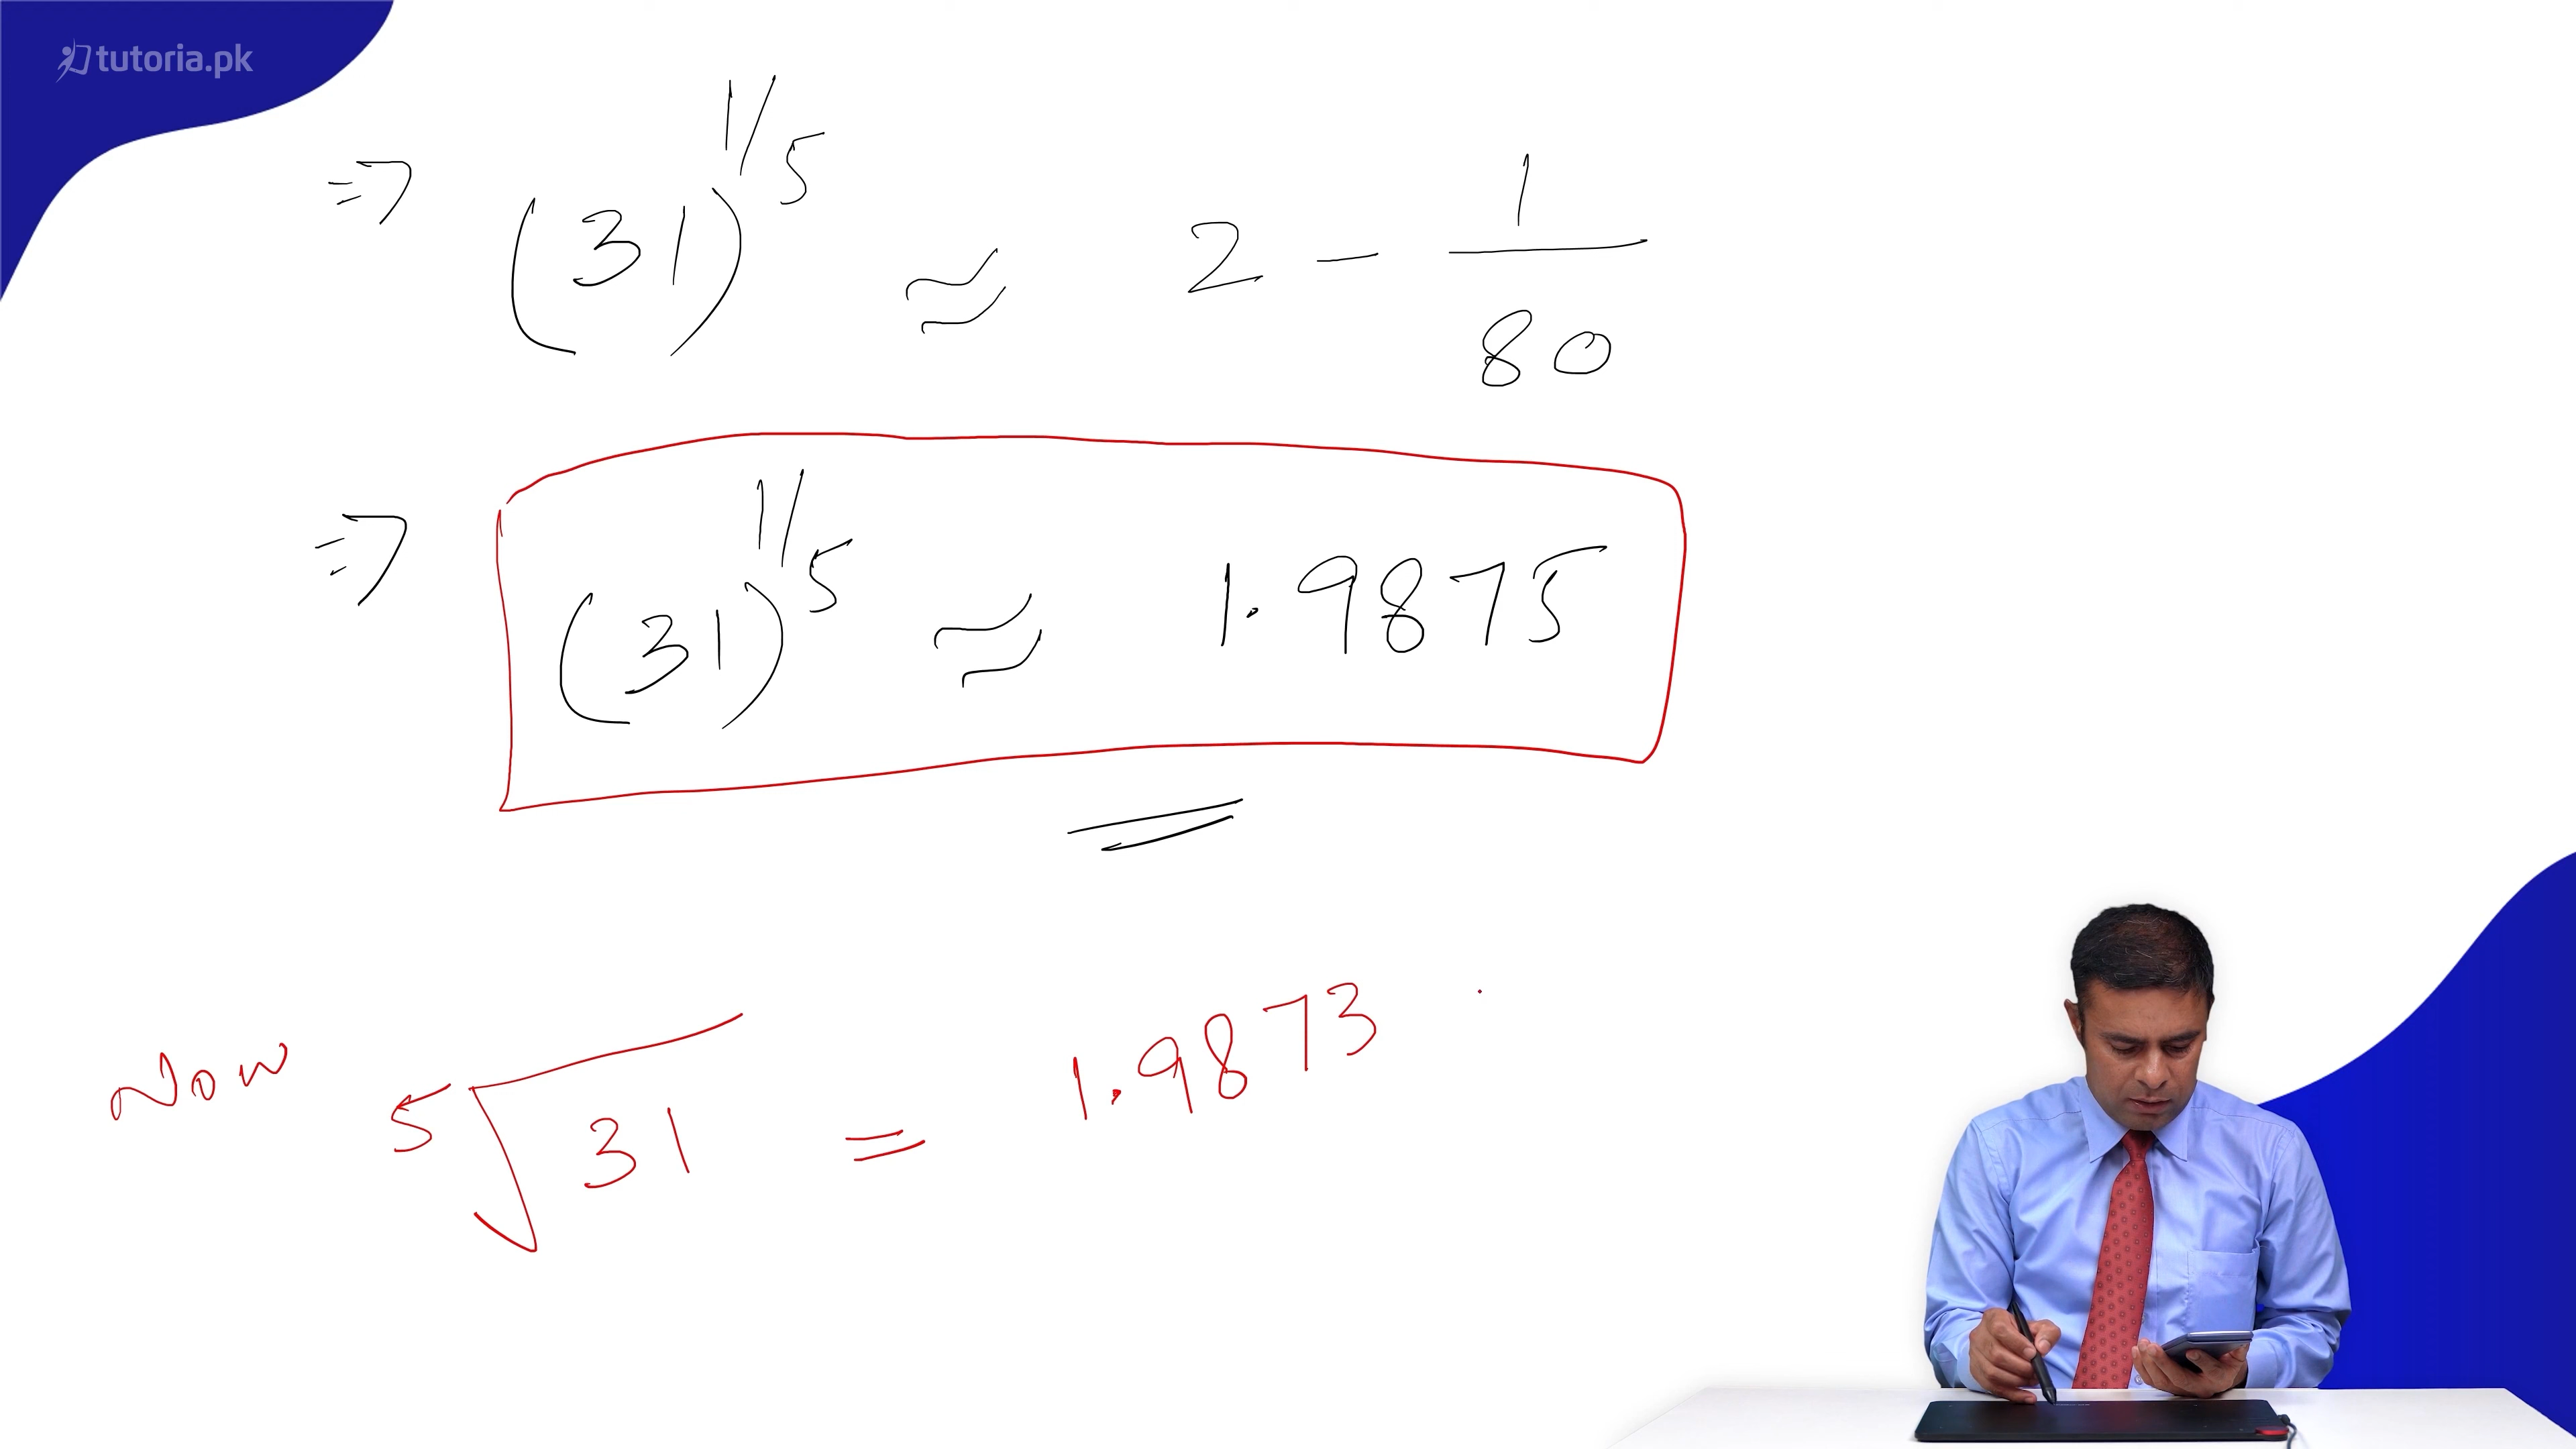 tutoria.pk
⇒ (31)^{1/5} ≈ 2 - 1/80
⇒ (31)^{1/5} ≈ 1.9875
Now ⁵√31 = 1.9873